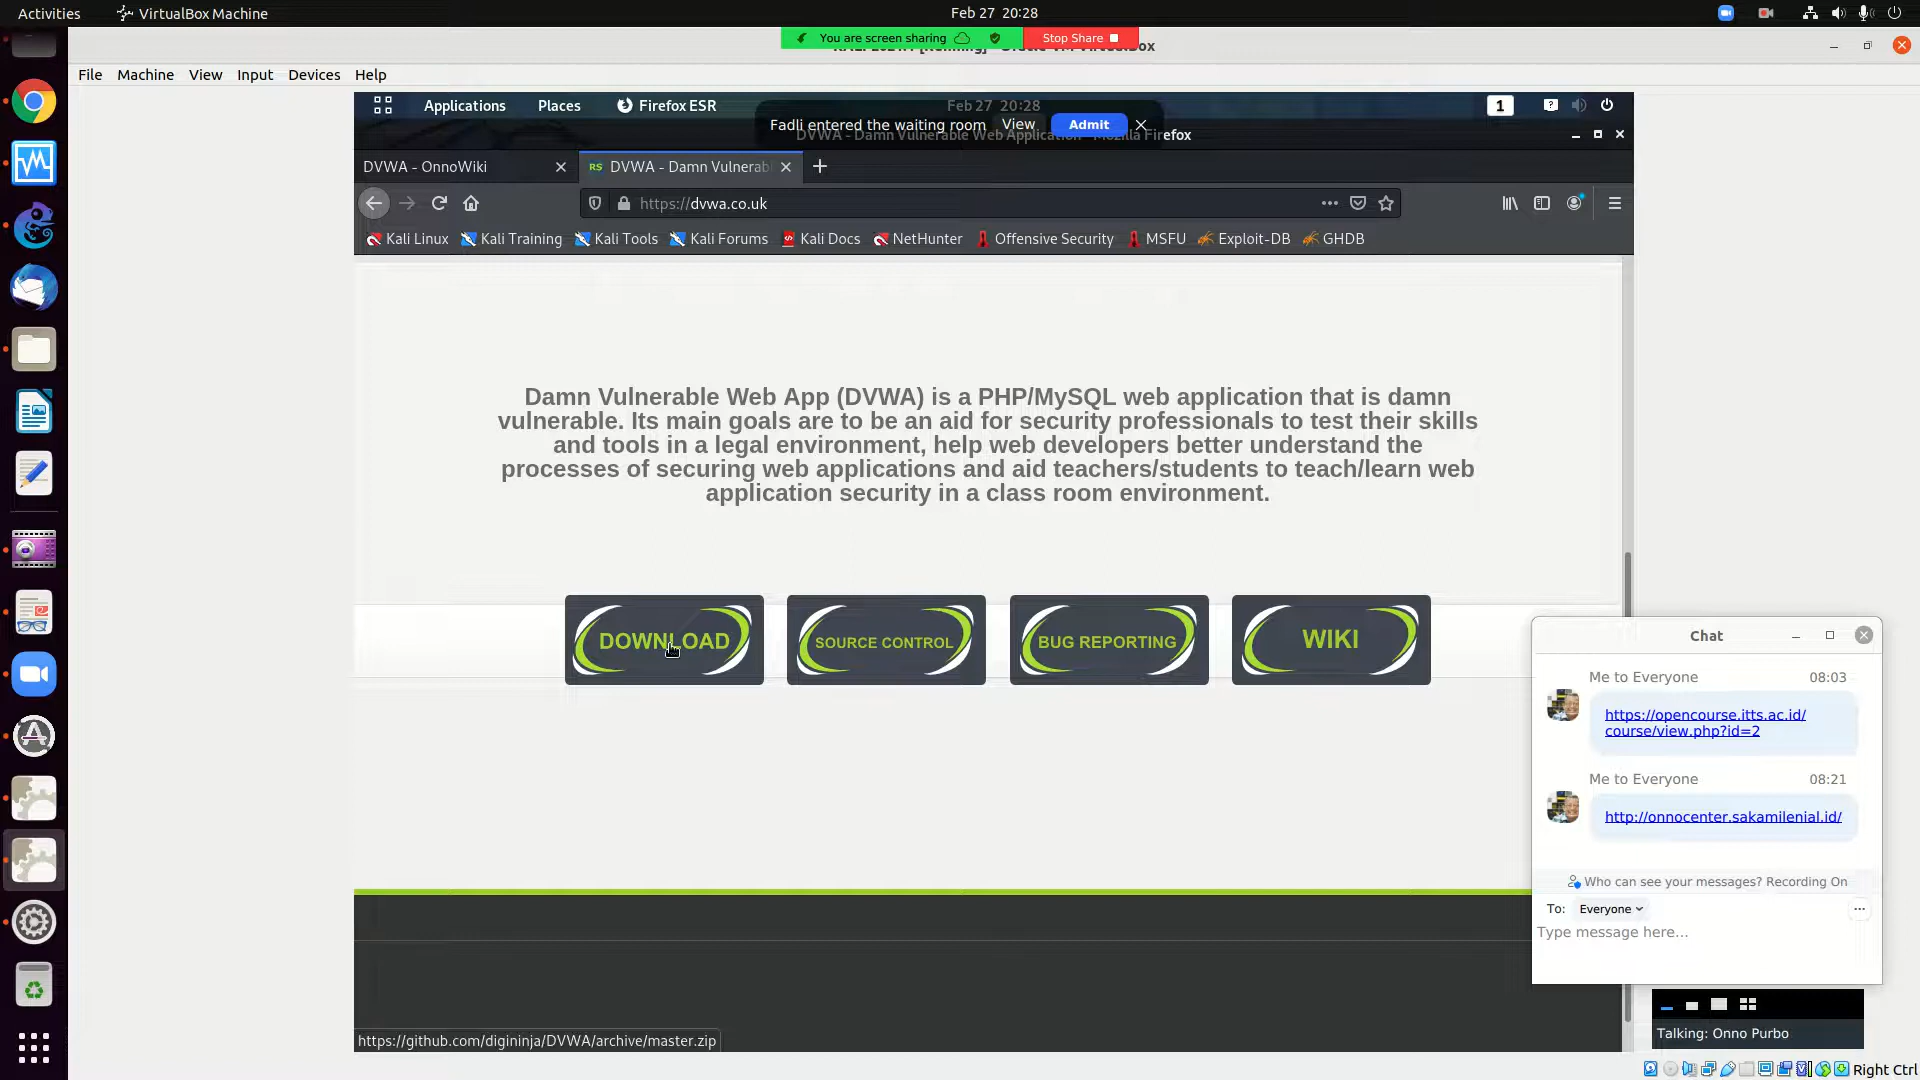 Activities
VirtualBox Machine
Feb 27 20:28
You are screen sharing
Stop Share
File Machine View Input Devices Help
Applications Places Firefox ESR
Feb 27 20:28
1
Fadli entered the waiting room View Admit
DVWA - Damn Vulnerable Web Application - Mozilla Firefox
DVWA - OnnoWiki
RS DVWA - Damn Vulnerab
https://dvwa.co.uk
Kali Linux Kali Training Kali Tools Kali Forums Kali Docs NetHunter Offensive Security MSFU Exploit-DB GHDB
Damn Vulnerable Web App (DVWA) is a PHP/MySQL web application that is damn
vulnerable. Its main goals are to be an aid for security professionals to test their skills
and tools in a legal environment, help web developers better understand the
processes of securing web applications and aid teachers/students to teach/learn web
application security in a class room environment.
DOWNLOAD
SOURCE CONTROL
BUG REPORTING
WIKI
Chat
Me to Everyone 08:03
https://opencourse.itts.ac.id/
course/view.php?id=2
Me to Everyone 08:21
http://onnocenter.sakamilenial.id/
Who can see your messages? Recording On
To: Everyone
Type message here...
Talking: Onno Purbo
https://github.com/digininja/DVWA/archive/master.zip
Right Ctrl